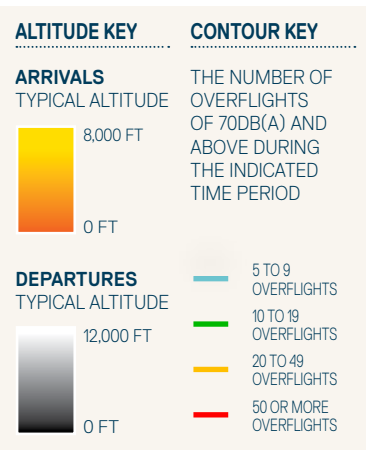 ALTITUDE KEY
ARRIVALS
TYPICAL ALTITUDE
8,000 FT
0 FT
DEPARTURES
TYPICAL ALTITUDE
12,000 FT
0 FT
CONTOUR KEY
THE NUMBER OF
OVERFLIGHTS
OF 70DB(A) AND
ABOVE DURING
THE INDICATED
TIME PERIOD
5 TO 9
OVERFLIGHTS
10 TO 19
OVERFLIGHTS
20 TO 49
OVERFLIGHTS
50 OR MORE
OVERFLIGHTS